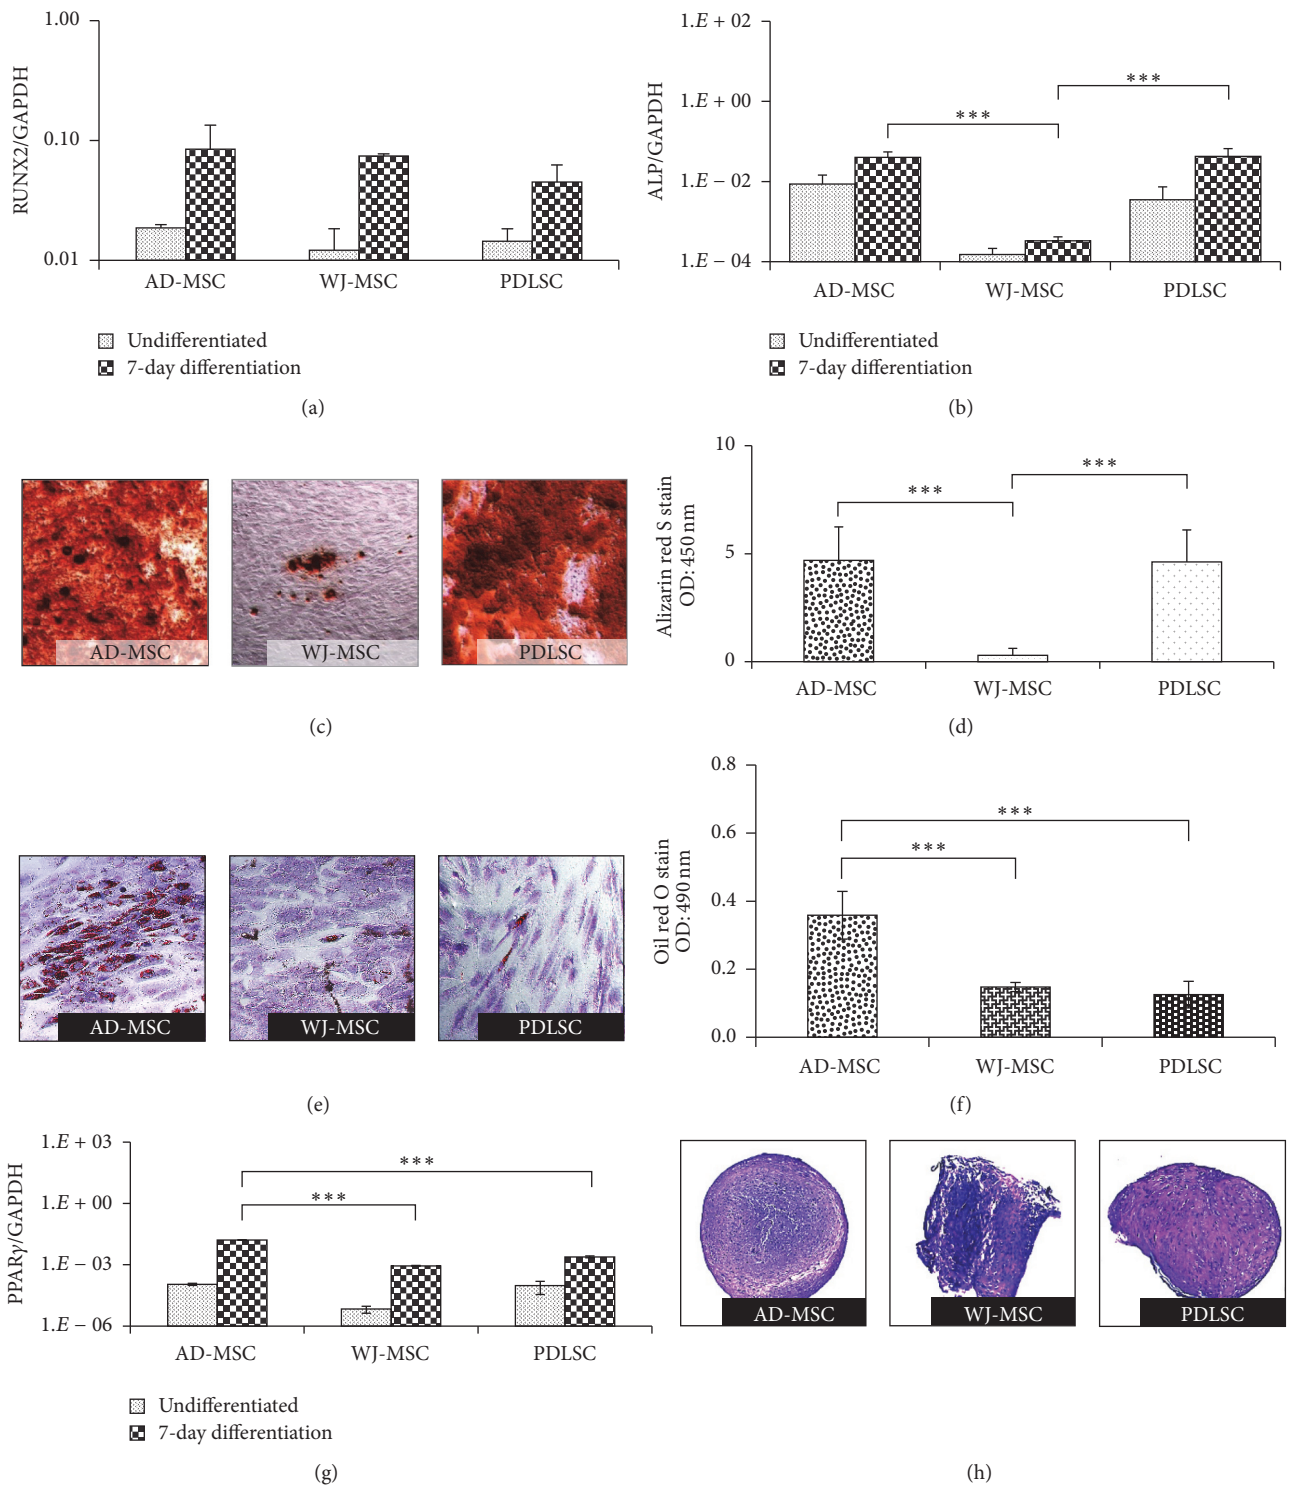 1.00
0.10
0.01
RUNX2/GAPDH
AD-MSC WJ-MSC PDLSC
Undifferentiated
7-day differentiation
(a)
1.E + 02
1.E + 00
1.E − 02
1.E − 04
ALP/GAPDH
***
***
AD-MSC WJ-MSC PDLSC
Undifferentiated
7-day differentiation
(b)
AD-MSC
WJ-MSC
PDLSC
(c)
10
5
0
Alizarin red S stain
OD: 450 nm
***
***
AD-MSC WJ-MSC PDLSC
(d)
AD-MSC
WJ-MSC
PDLSC
(e)
0.8
0.6
0.4
0.2
0.0
Oil red O stain
OD: 490 nm
***
***
AD-MSC WJ-MSC PDLSC
(f)
1.E + 03
1.E + 00
1.E − 03
1.E − 06
PPARγ/GAPDH
***
***
AD-MSC WJ-MSC PDLSC
Undifferentiated
7-day differentiation
(g)
AD-MSC
WJ-MSC
PDLSC
(h)